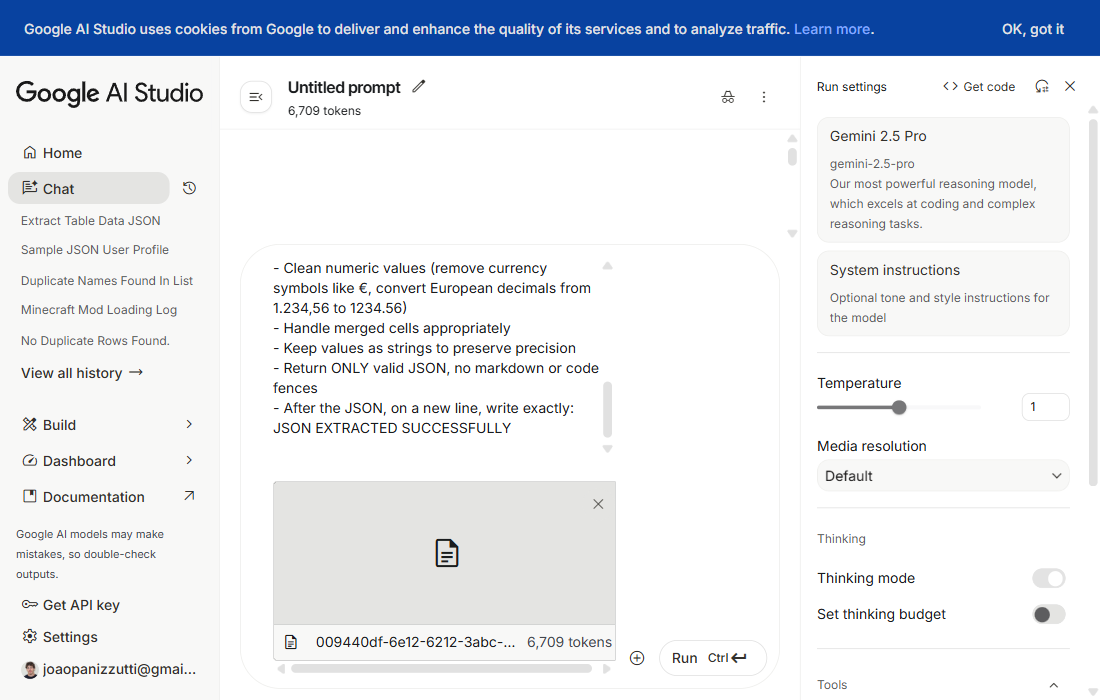 Google AI Studio uses cookies from Google to deliver and enhance the quality of its services and to analyze traffic. Learn more.
OK, got it
Google AI Studio
Home
Chat
Extract Table Data JSON
Sample JSON User Profile
Duplicate Names Found In List
Minecraft Mod Loading Log
No Duplicate Rows Found.
View all history
Build
Dashboard
Documentation
Google AI models may make
mistakes, so double-check
outputs.
Get API key
Settings
joaopanizzutti@gmai...
Untitled prompt
6,709 tokens
- Clean numeric values (remove currency
symbols like €, convert European decimals from
1.234,56 to 1234.56)
- Handle merged cells appropriately
- Keep values as strings to preserve precision
- Return ONLY valid JSON, no markdown or code
fences
- After the JSON, on a new line, write exactly:
JSON EXTRACTED SUCCESSFULLY
009440df-6e12-6212-3abc-... 6,709 tokens
Run Ctrl
Run settings
Get code
Gemini 2.5 Pro
gemini-2.5-pro
Our most powerful reasoning model,
which excels at coding and complex
reasoning tasks.
System instructions
Optional tone and style instructions for
the model
Temperature
1
Media resolution
Default
Thinking
Thinking mode
Set thinking budget
Tools